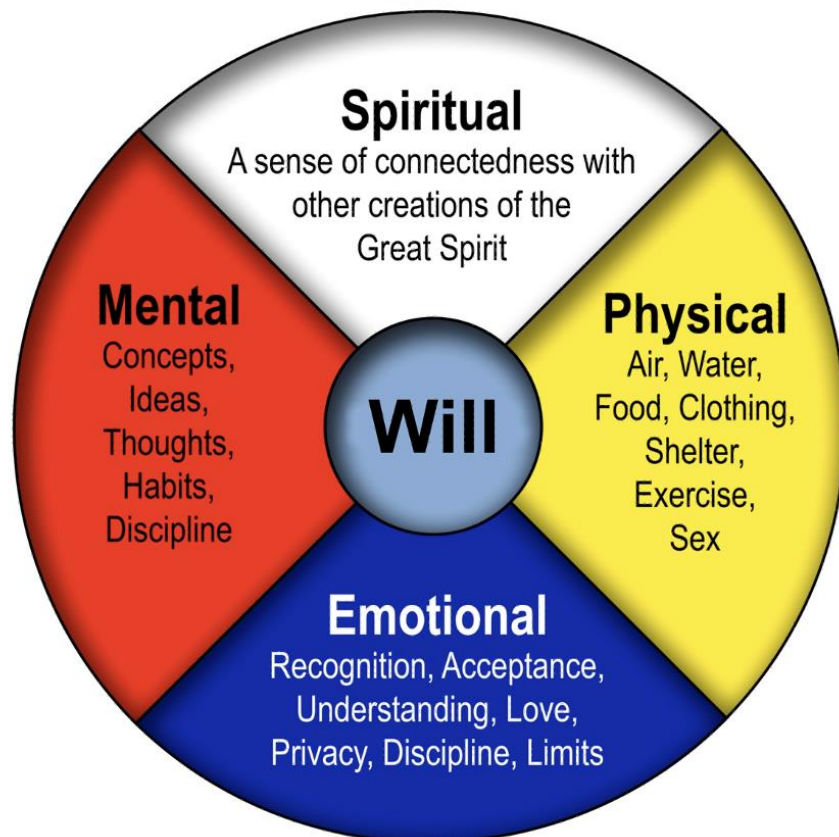 Spiritual
A sense of connectedness with
other creations of the
Great Spirit
Mental
Concepts,
Ideas,
Thoughts,
Habits,
Discipline
Will
Physical
Air, Water,
Food, Clothing,
Shelter,
Exercise,
Sex
Emotional
Recognition, Acceptance,
Understanding, Love,
Privacy, Discipline, Limits